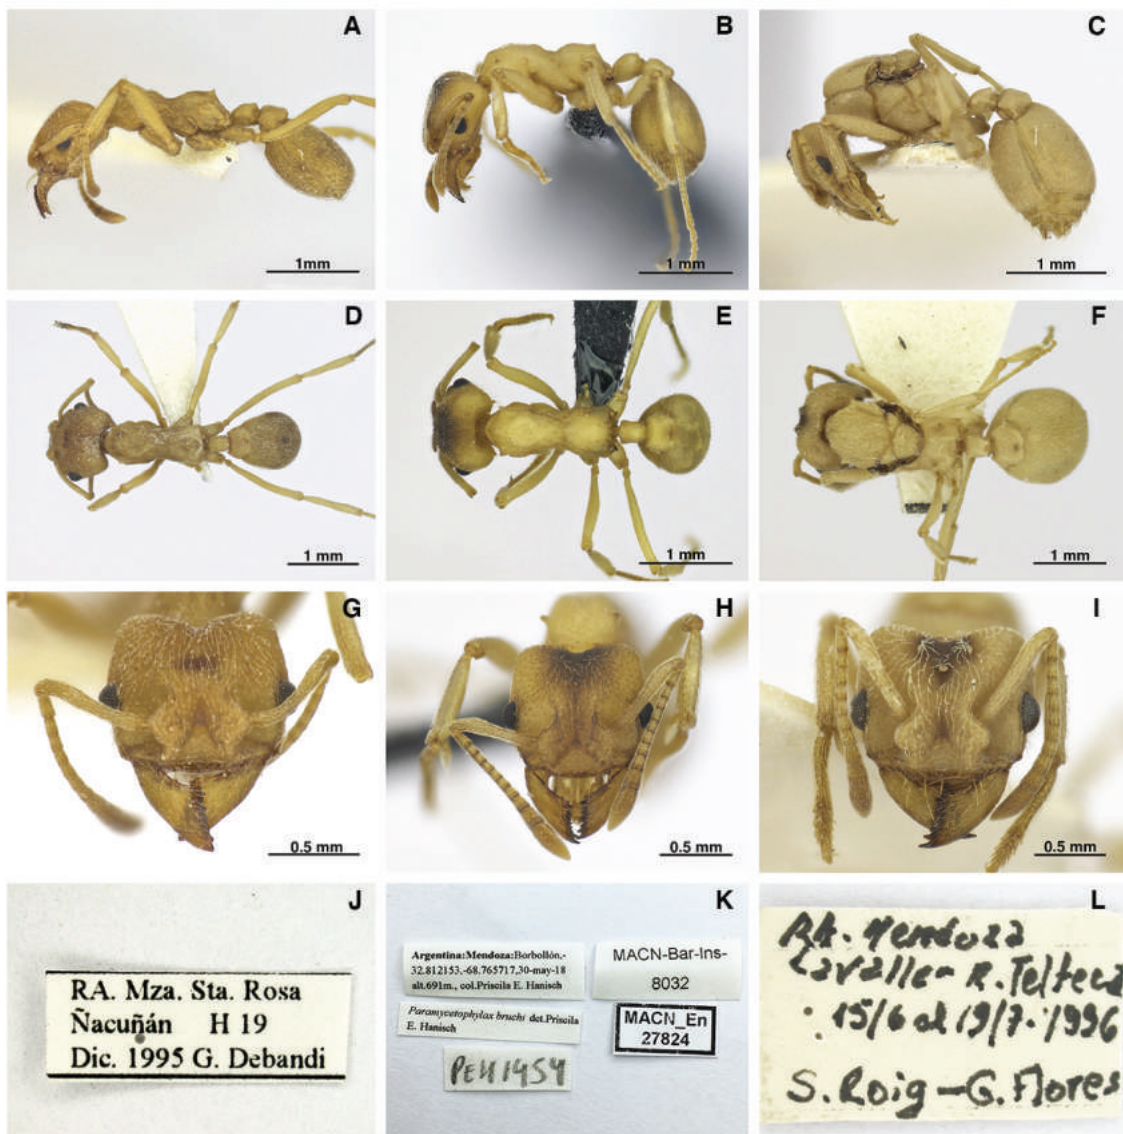 A
1mm
B
1 mm
C
1 mm
D
1 mm
E
1 mm
F
1 mm
G
0.5 mm
H
0.5 mm
I
0.5 mm
J
RA. Mza. Sta. Rosa
Ñacuñán H 19
Dic. 1995 G. Debandi
K
Argentina:Mendoza:Borbollón,-
32.812153,-68.765717,30-may-18
alt.691m., col.Priscila E. Hanisch
Paramycetophylax bruchi det.Priscila
E. Hanisch
PEH1454
MACN-Bar-Ins-
8032
MACN_En
27824
L
RA. Mendoza
Lavalle - R. Telteca
15/6 al 19/7-1996
S. Roig - G. Flores